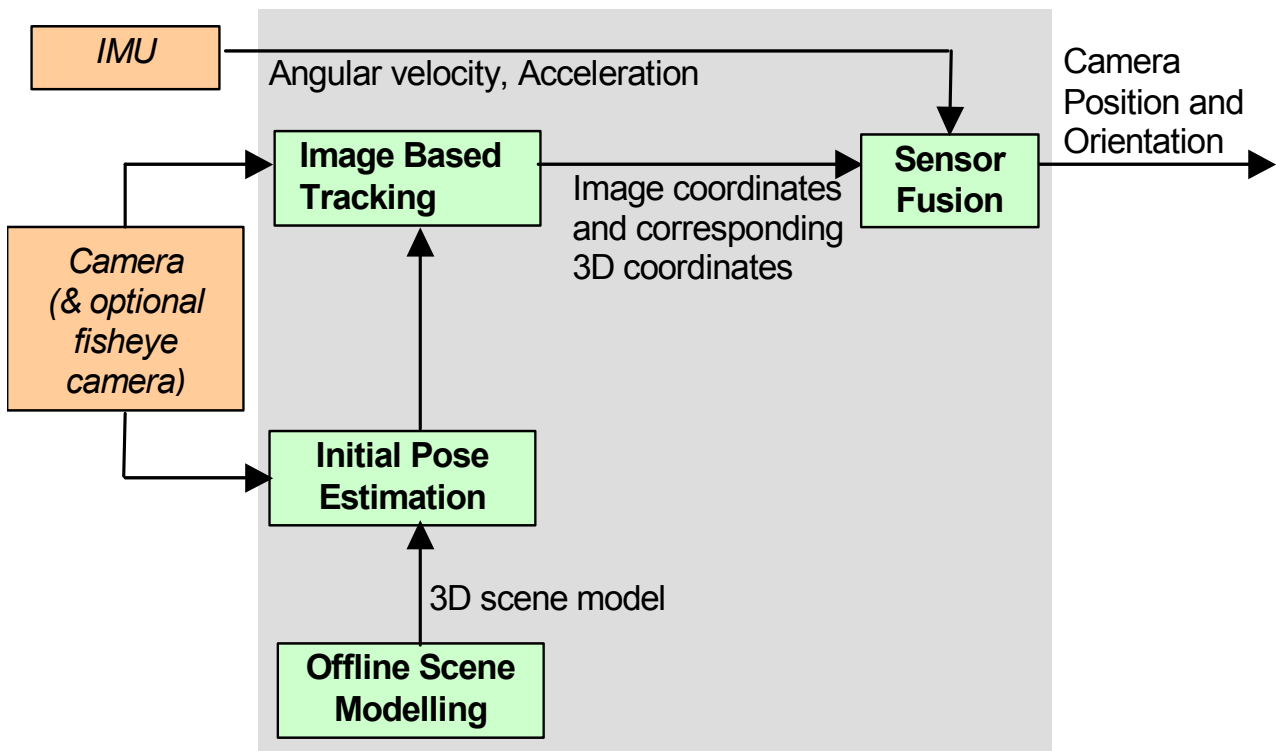 IMU
Angular velocity, Acceleration
Camera
Position and
Orientation
Image Based
Tracking
Sensor
Fusion
Image coordinates
and corresponding
3D coordinates
Camera
(& optional
fisheye
camera)
Initial Pose
Estimation
3D scene model
Offline Scene
Modelling